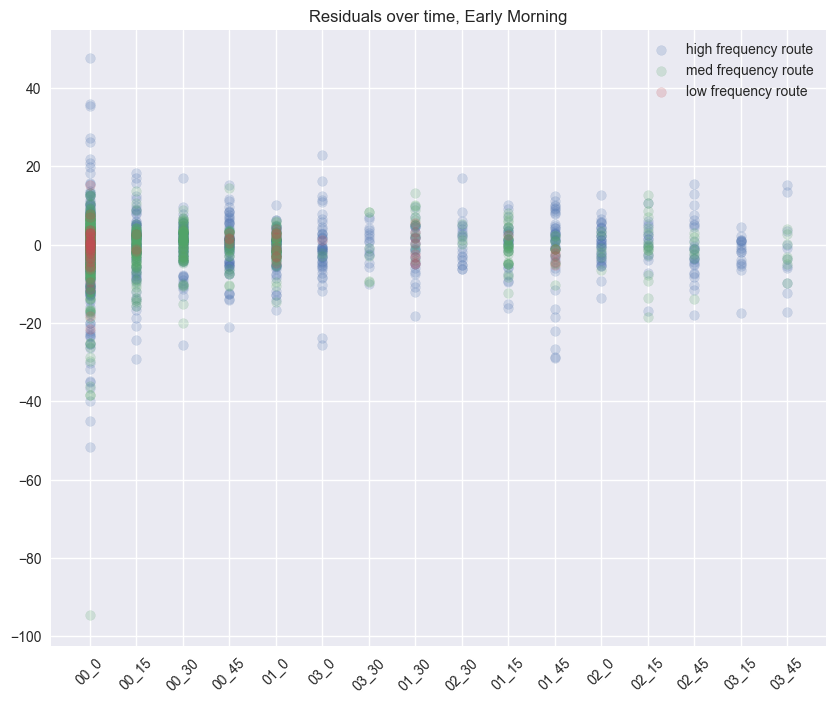 Residuals over time, Early Morning
high frequency route
med frequency route
low frequency route
40
20
0
−20
−40
−60
−80
−100
00_0 00_15 00_30 00_45 01_0 03_0 03_30 01_30 02_30 01_15 01_45 02_0 02_15 02_45 03_15 03_45